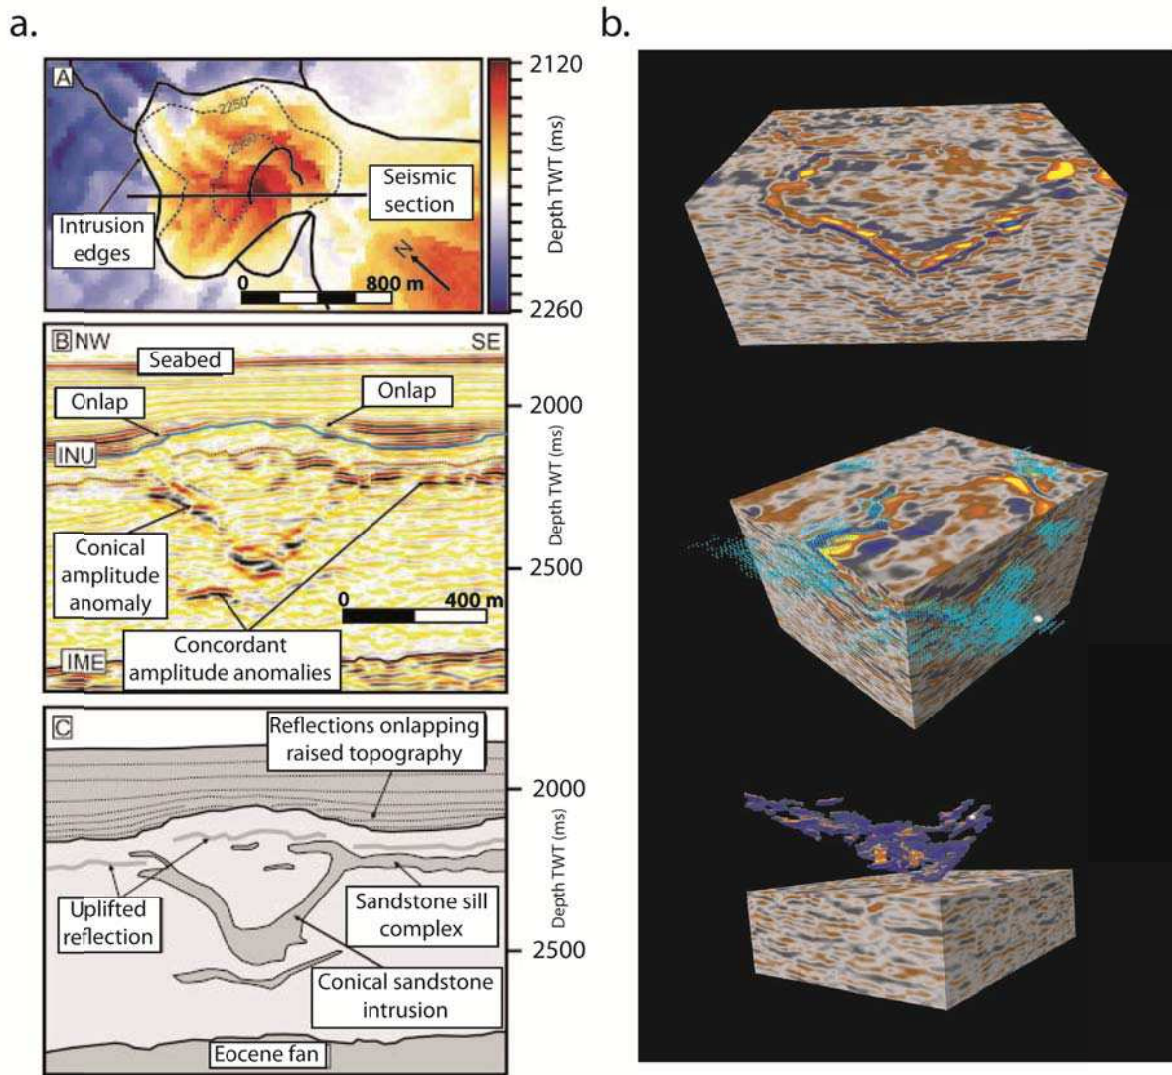 a.
b.
A
2250
Intrusion
edges
Seismic
section
N
0
800 m
2120
Depth TWT (ms)
2260
B
NW
SE
Seabed
Onlap
Onlap
INU
Conical
amplitude
anomaly
Concordant
amplitude anomalies
IME
0
400 m
2000
Depth TWT (ms)
2500
C
Reflections onlapping
raised topography
Uplifted
reflection
Sandstone sill
complex
Conical sandstone
intrusion
Eocene fan
2000
Depth TWT (ms)
2500